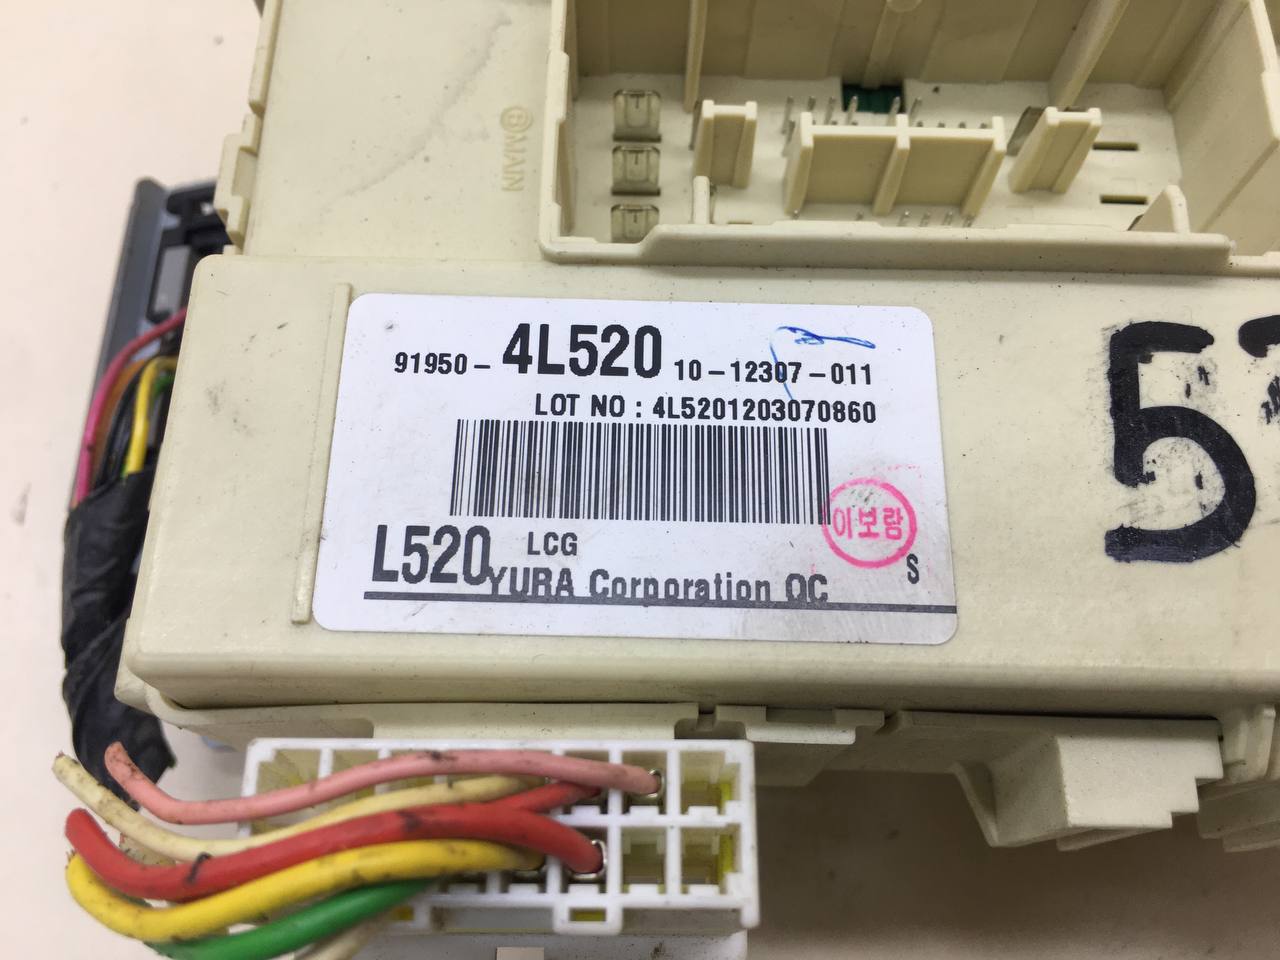 MAIN
91950- 4L520 10-12307-011
LOT NO : 4L5201203070860
이보람
L520 LCG
S
YURA Corporation QC
5